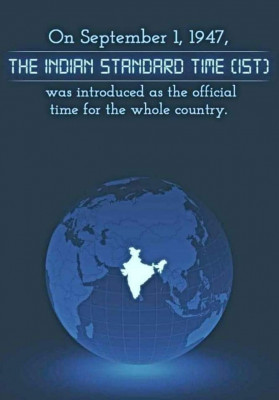 On September 1, 1947,
THE INDIAN STANDARD TIME (IST)
was introduced as the official
time for the whole country.